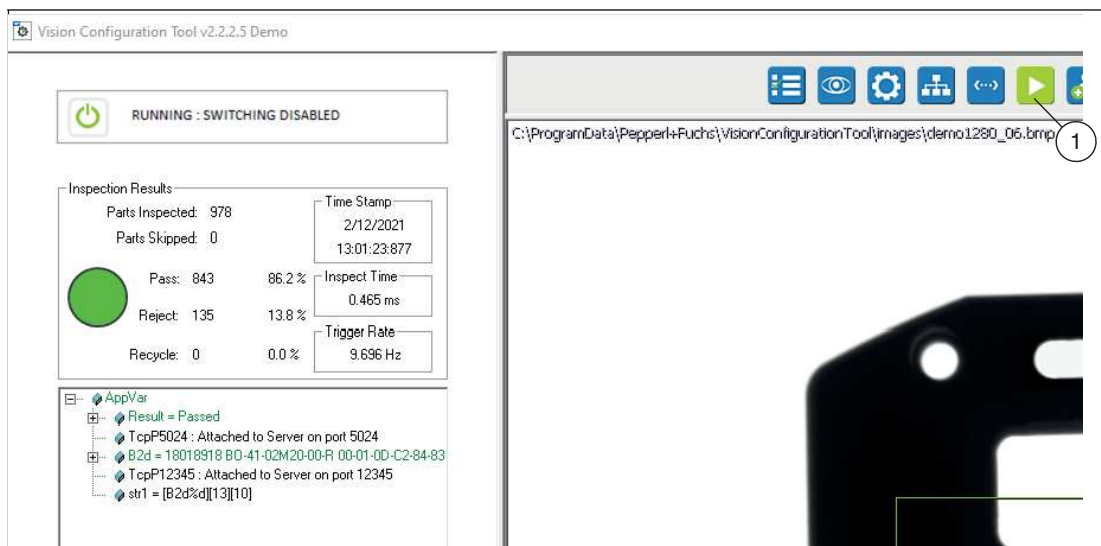 Vision Configuration Tool v2.2.2.5 Demo
RUNNING : SWITCHING DISABLED
C:\ProgramData\Pepperl+Fuchs\VisionConfigurationTool\images\demo1280_06.bmp
1
Inspection Results
Parts Inspected: 978
Parts Skipped: 0
Pass: 843 86.2 %
Reject: 135 13.8 %
Recycle: 0 0.0 %
Time Stamp
2/12/2021
13:01:23:877
Inspect Time
0.465 ms
Trigger Rate
9.696 Hz
AppVar
Result = Passed
TcpP5024 : Attached to Server on port 5024
B2d = 18018918 BO-41-02M20-00-R 00-01-0D-C2-84-83
TcpP12345 : Attached to Server on port 12345
str1 = [B2d%d][13][10]